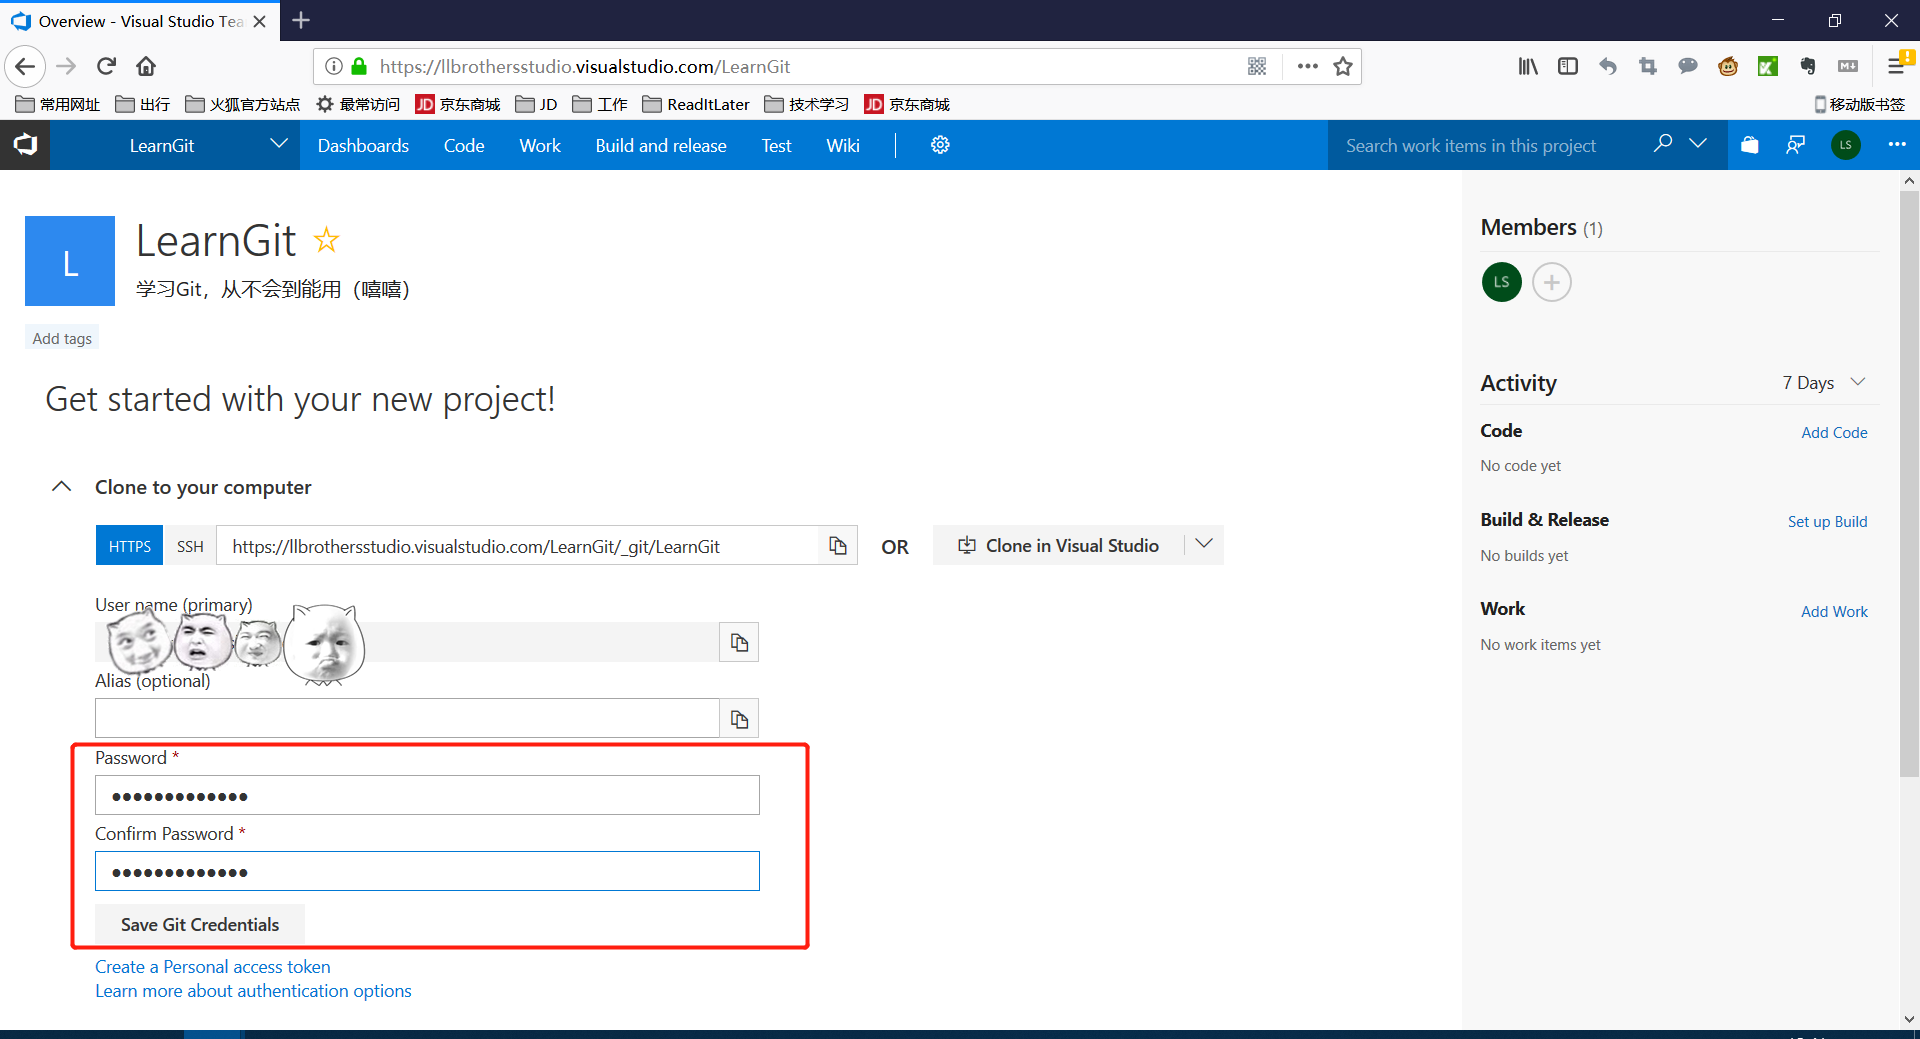 Overview - Visual Studio Tea
https://llbrothersstudio.visualstudio.com/LearnGit
常用网址 出行 火狐官方站点 最常访问 JD 京东商城 JD 工作 ReadItLater 技术学习 JD 京东商城 移动版书签
LearnGit Dashboards Code Work Build and release Test Wiki Search work items in this project LS
L
LearnGit
学习Git，从不会到能用（嘻嘻）
Add tags
Get started with your new project!
Clone to your computer
HTTPS SSH https://llbrothersstudio.visualstudio.com/LearnGit/_git/LearnGit OR Clone in Visual Studio
User name (primary)
Alias (optional)
Password *
•••••••••••••
Confirm Password *
•••••••••••••
Save Git Credentials
Create a Personal access token
Learn more about authentication options
Members (1)
LS
Activity 7 Days
Code Add Code
No code yet
Build & Release Set up Build
No builds yet
Work Add Work
No work items yet